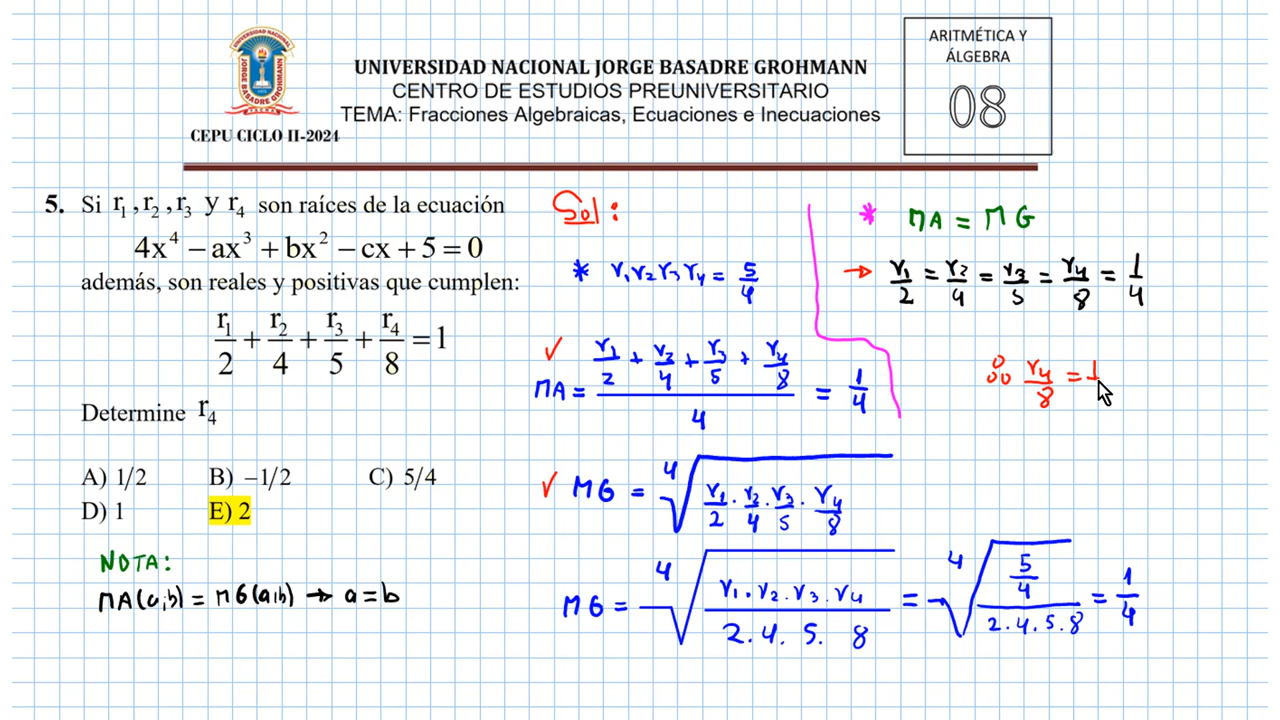 UNIVERSIDAD NACIONAL JORGE BASADRE GROHMANN
CENTRO DE ESTUDIOS PREUNIVERSITARIO
TEMA: Fracciones Algebraicas, Ecuaciones e Inecuaciones
UNIVERSIDAD NACIONAL
JORGE BASADRE GROHMANN
TACNA
CEPU CICLO II-2024
ARITMÉTICA Y
ÁLGEBRA
08
5. Si r₁, r₂, r₃ y r₄ son raíces de la ecuación
4x⁴ − ax³ + bx² − cx + 5 = 0
además, son reales y positivas que cumplen:
r₁/2 + r₂/4 + r₃/5 + r₄/8 = 1
Determine r₄
A) 1/2 B) −1/2 C) 5/4
D) 1 E) 2
NOTA:
MA(a;b) = MG(a;b) → a = b
Sol:
* r₁r₂r₃r₄ = 5/4
✓ MA = (r₁/2 + r₂/4 + r₃/5 + r₄/8)/4 = 1/4
✓ MG = ⁴√(r₁/2 · r₂/4 · r₃/5 · r₄/8)
MG = ⁴√((r₁ · r₂ · r₃ · r₄)/(2 · 4 · 5 · 8)) = ⁴√((5/4)/(2 · 4 · 5 · 8)) = 1/4
* MA = MG
→ r₁/2 = r₂/4 = r₃/5 = r₄/8 = 1/4
∴ r₄/8 = 1